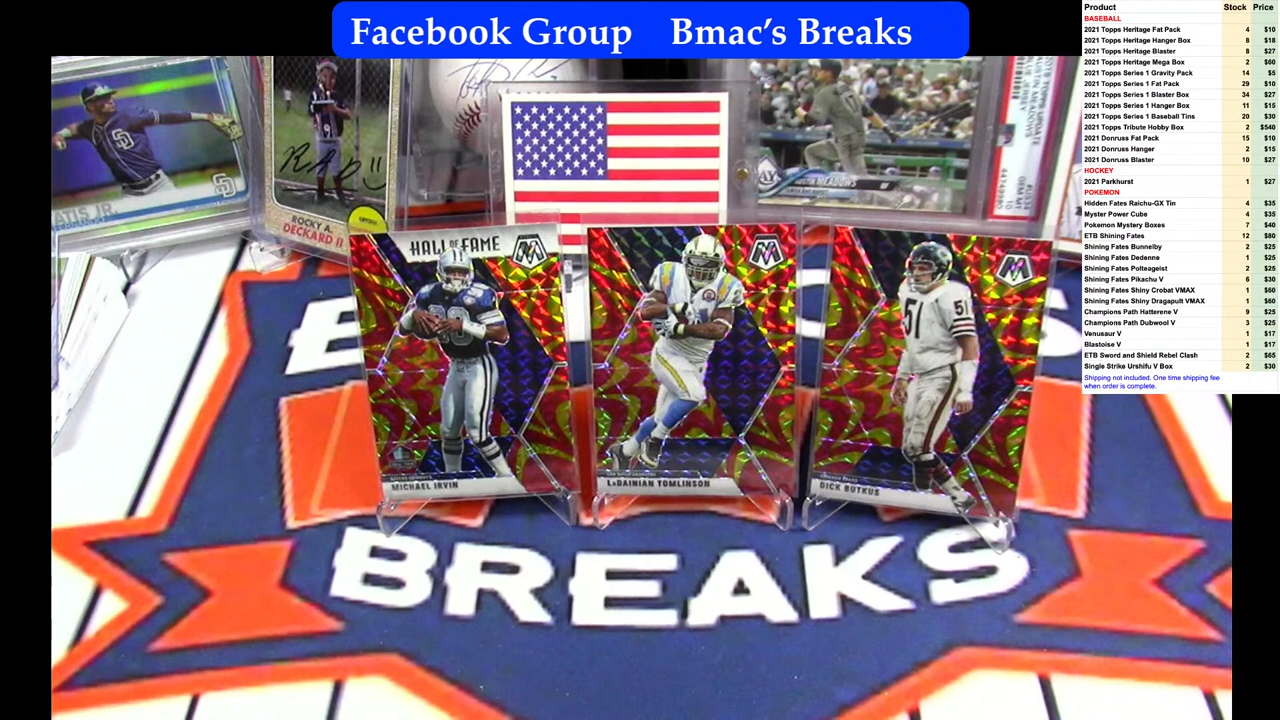 Facebook Group Bmac's Breaks
Product Stock Price
BASEBALL
2021 Topps Heritage Fat Pack 4 $10
2021 Topps Heritage Hanger Box 8 $18
2021 Topps Heritage Blaster 8 $27
2021 Topps Heritage Mega Box 2 $60
2021 Topps Series 1 Gravity Pack 14 $5
2021 Topps Series 1 Fat Pack 29 $10
2021 Topps Series 1 Blaster Box 34 $27
2021 Topps Series 1 Hanger Box 11 $15
2021 Topps Series 1 Baseball Tins 20 $30
2021 Topps Tribute Hobby Box 2 $540
2021 Donruss Fat Pack 15 $10
2021 Donruss Hanger 2 $15
2021 Donruss Blaster 10 $27
HOCKEY
2021 Parkhurst 1 $27
POKEMON
Hidden Fates Raichu-GX Tin 4 $35
Myster Power Cube 4 $35
Pokemon Mystery Boxes 7 $40
ETB Shining Fates 12 $80
Shining Fates Bunnelby 2 $25
Shining Fates Dedenne 1 $25
Shining Fates Polteageist 2 $25
Shining Fates Pikachu V 6 $30
Shining Fates Shiny Crobat VMAX 1 $60
Shining Fates Shiny Dragapult VMAX 1 $60
Champions Path Hatterene V 9 $25
Champions Path Dubwool V 3 $25
Venusaur V 1 $17
Blastoise V 1 $17
ETB Sword and Shield Rebel Clash 2 $65
Single Strike Urshifu V Box 2 $30
Shipping not included. One time shipping fee
when order is complete.
SD
9
ROCKY A.
DECKARD II
AUSTIN MEADOWS
HALL OF FAME
MICHAEL IRVIN
LaDAINIAN TOMLINSON
51
51
DICK BUTKUS
BREAKS